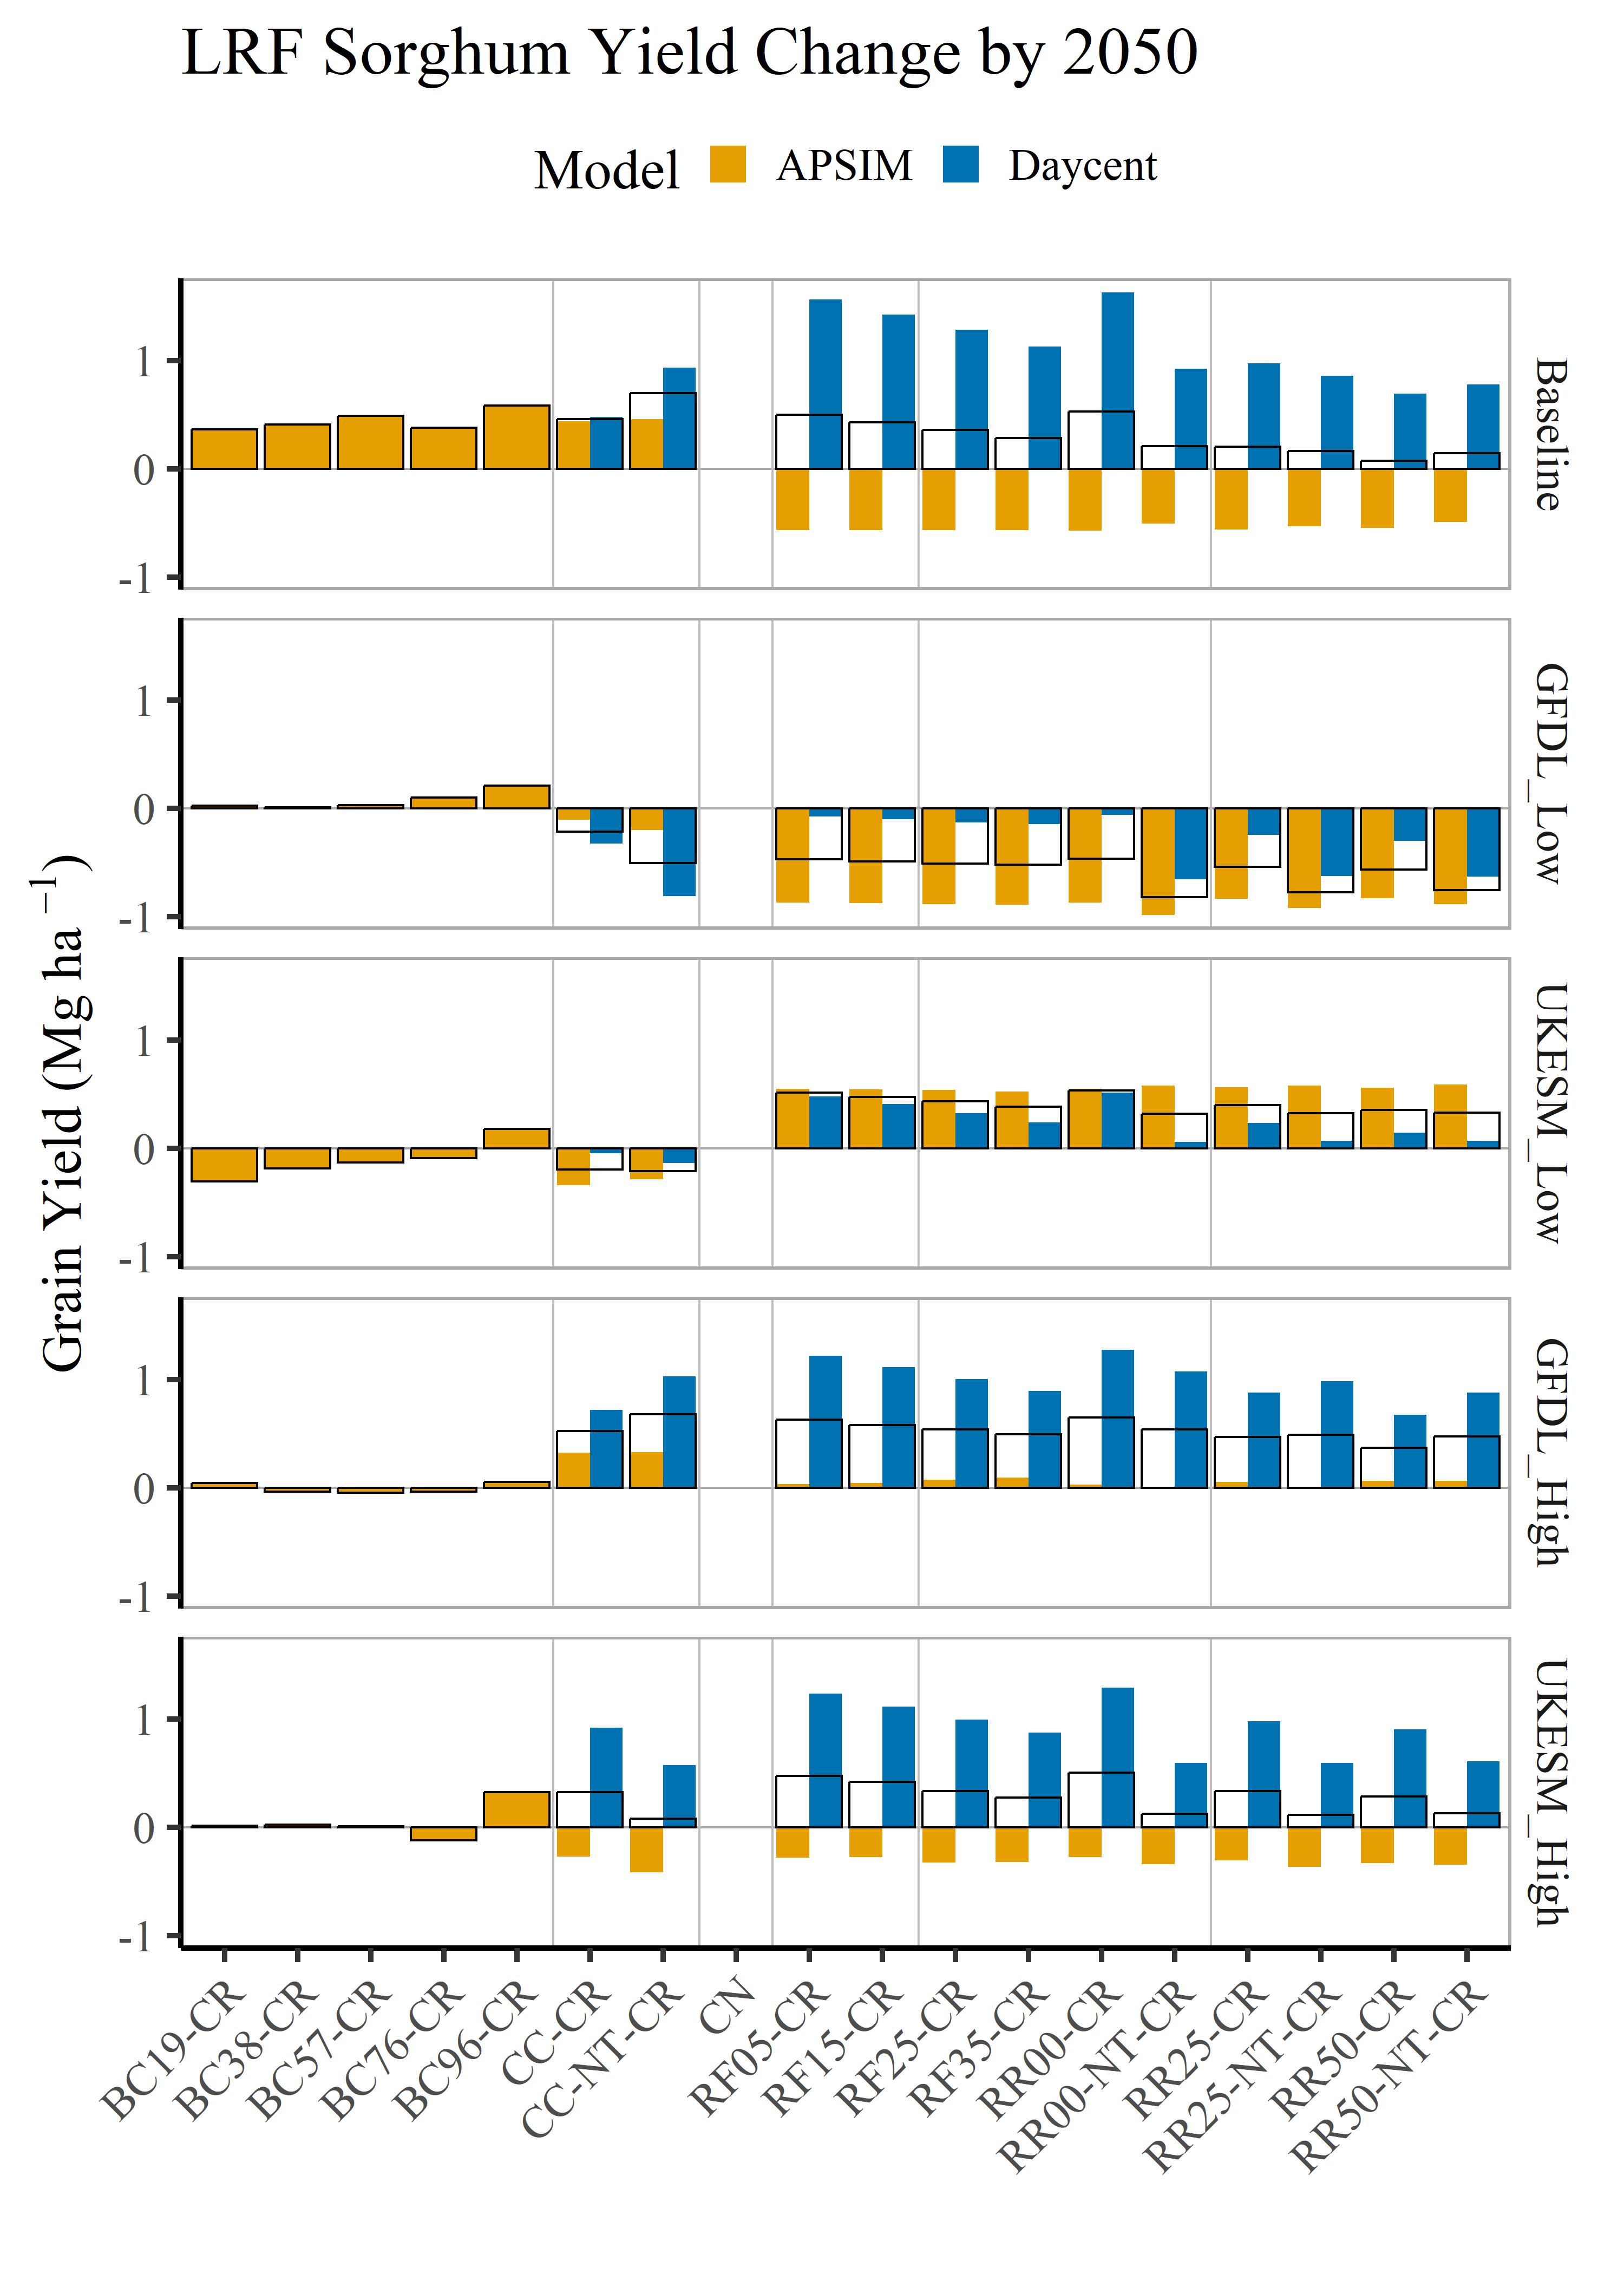 LRF Sorghum Yield Change by 2050
Model APSIM Daycent
Grain Yield (Mg ha −1)
1
0
-1
Baseline
1
0
-1
GFDL_Low
1
0
-1
UKESM_Low
1
0
-1
GFDL_High
1
0
-1
UKESM_High
BC19-CR
BC38-CR
BC57-CR
BC76-CR
BC96-CR
CC-CR
CC-NT-CR
CN
RF05-CR
RF15-CR
RF25-CR
RF35-CR
RR00-CR
RR00-NT-CR
RR25-CR
RR25-NT-CR
RR50-CR
RR50-NT-CR